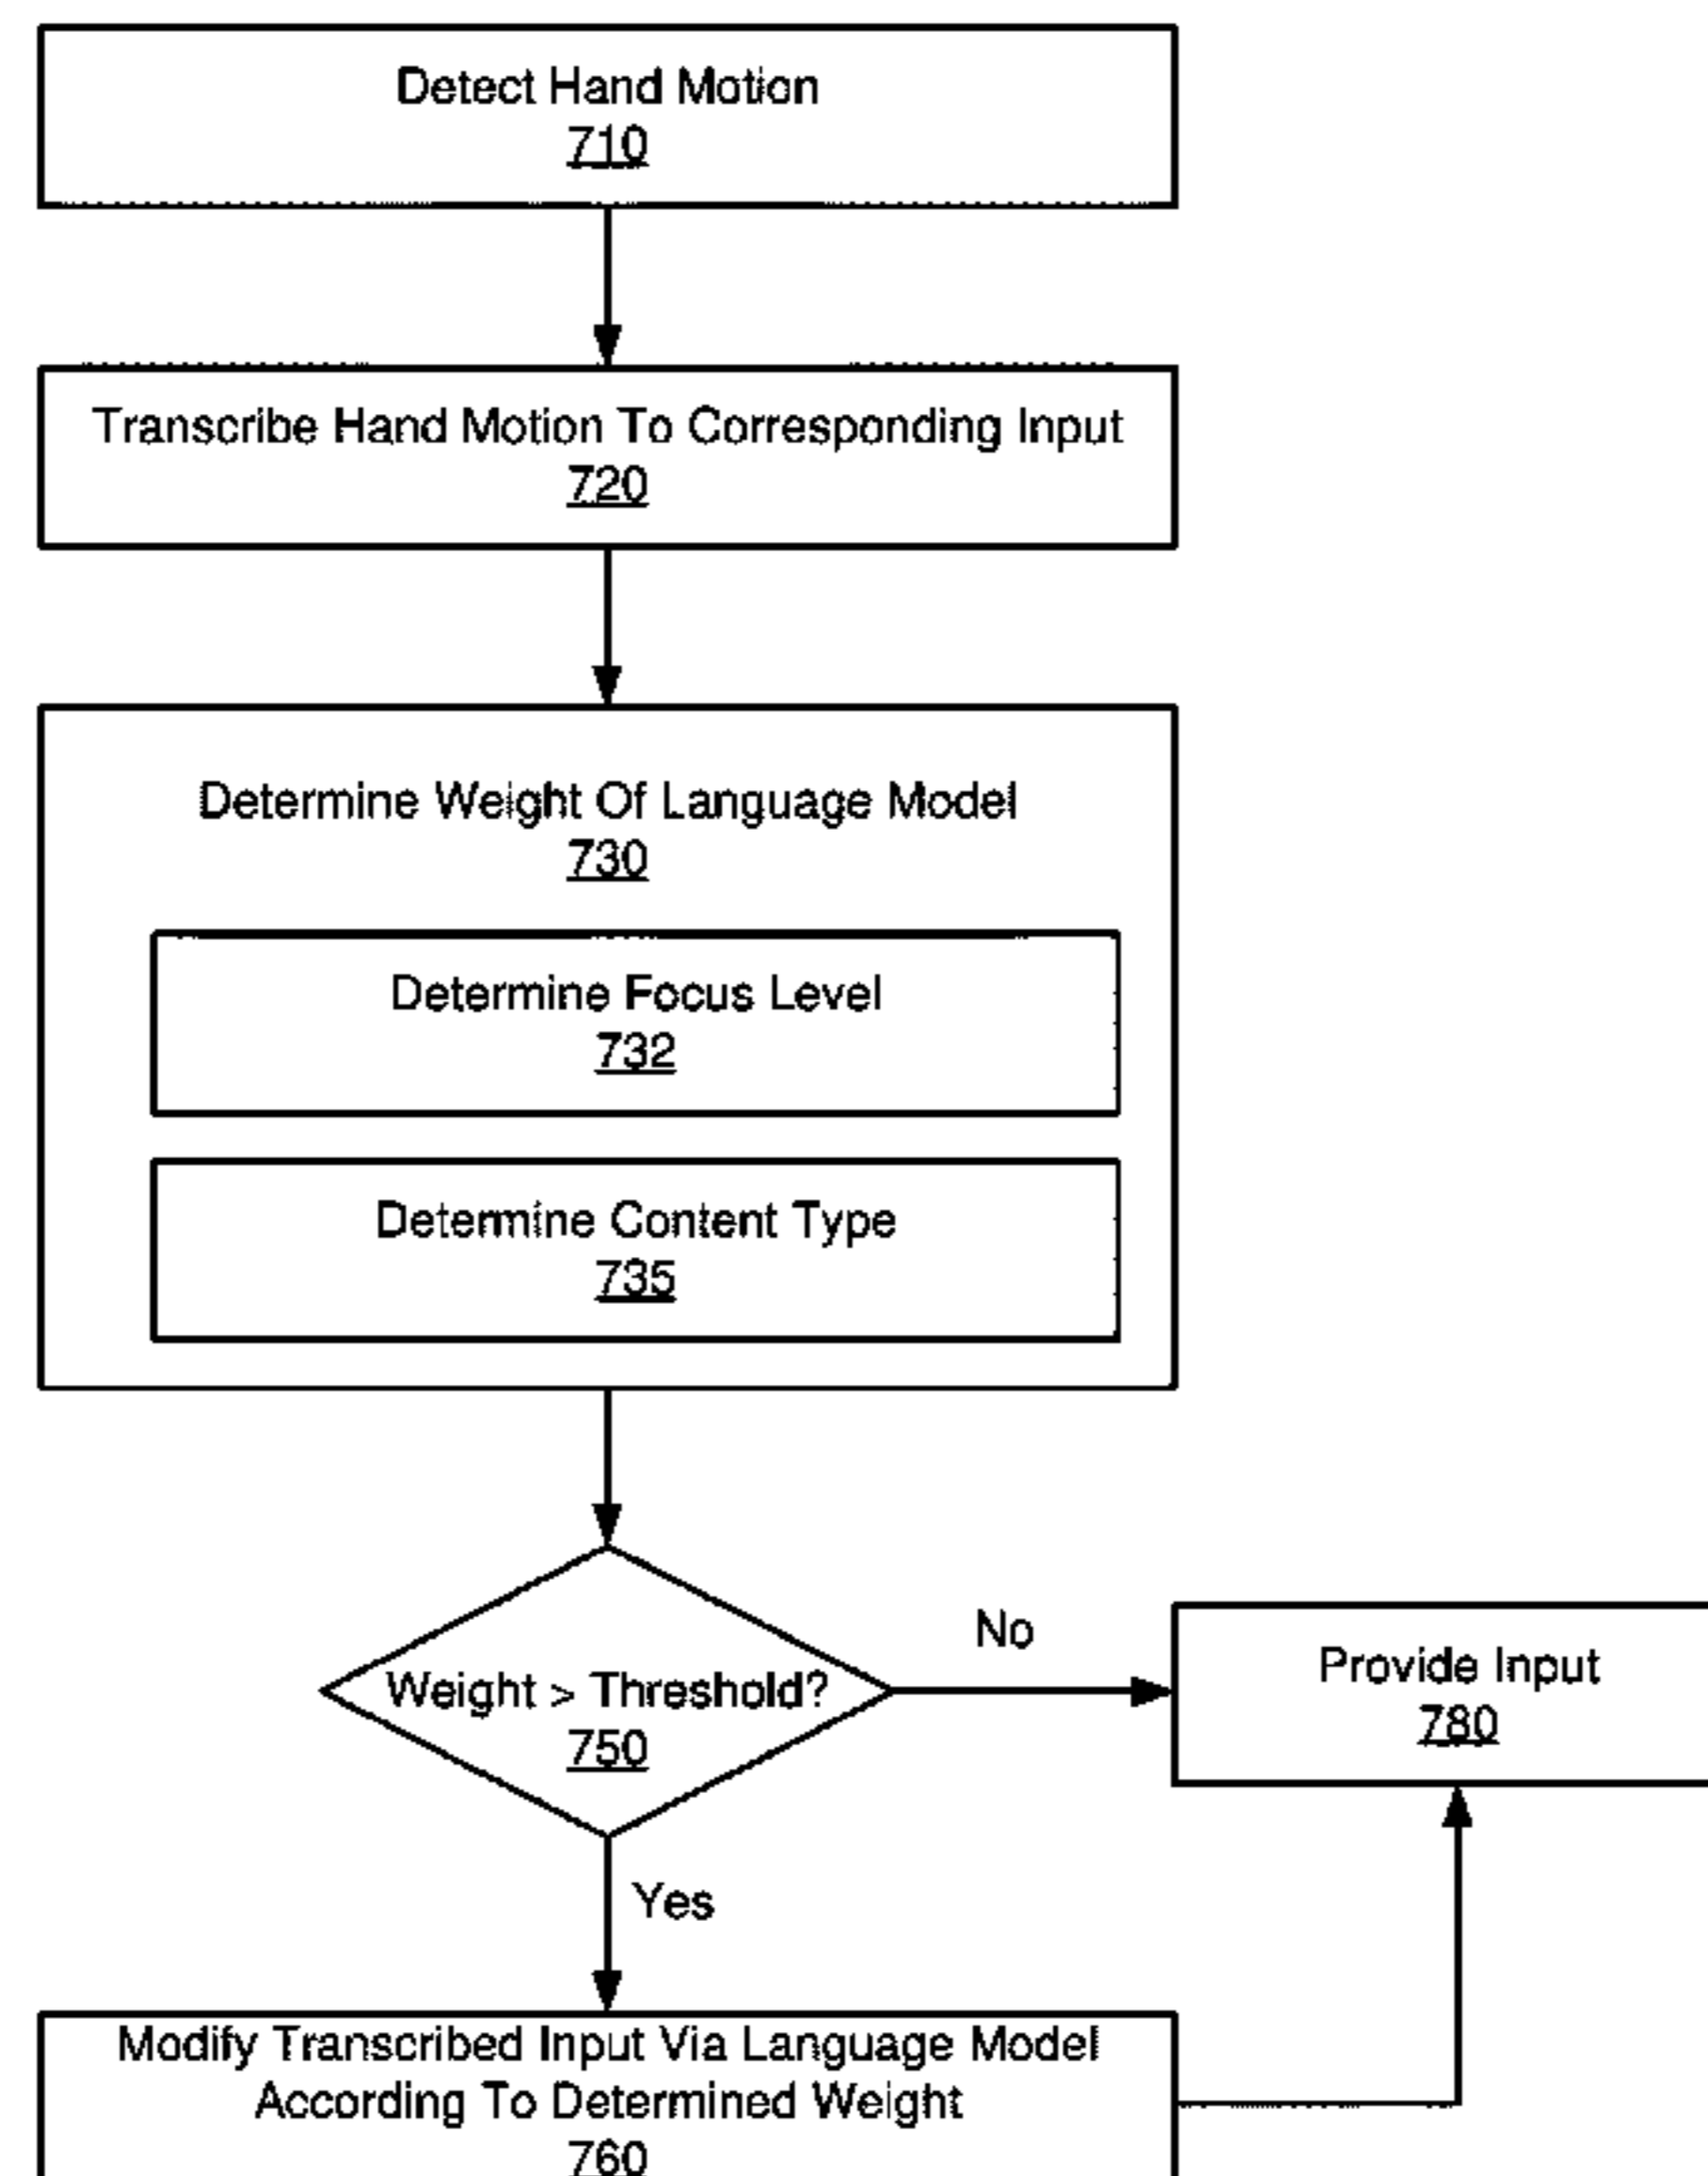 Detect Hand Motion
710
Transcribe Hand Motion To Corresponding Input
720
Determine Weight Of Language Model
730
Determine Focus Level
732
Determine Content Type
735
Weight > Threshold?
750
No
Provide Input
780
Yes
Modify Transcribed Input Via Language Model
According To Determined Weight
760